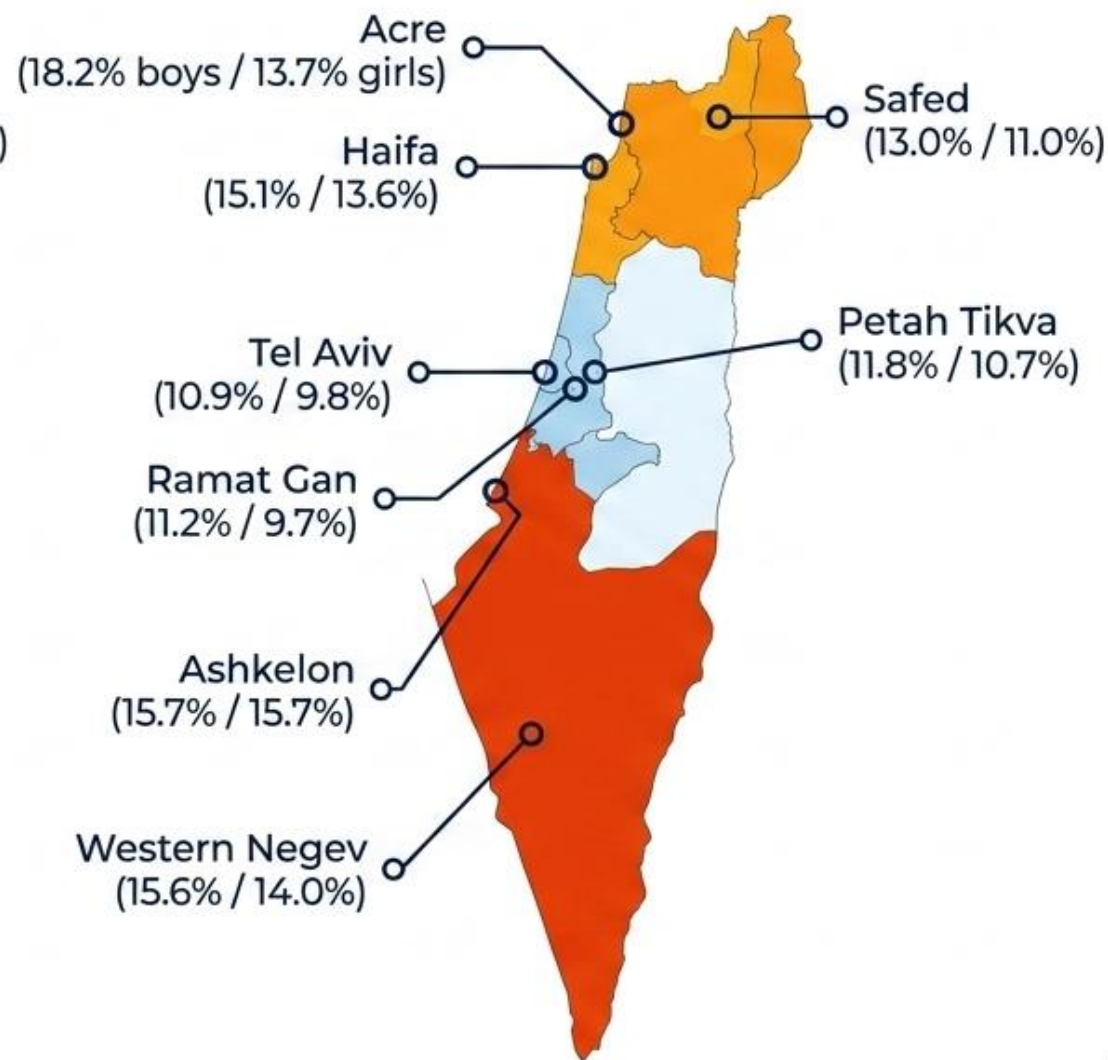 Acre
(18.2% boys / 13.7% girls)
)
Haifa
(15.1% / 13.6%)
Safed
(13.0% / 11.0%)
Tel Aviv
(10.9% / 9.8%)
Petah Tikva
(11.8% / 10.7%)
Ramat Gan
(11.2% / 9.7%)
Ashkelon
(15.7% / 15.7%)
Western Negev
(15.6% / 14.0%)